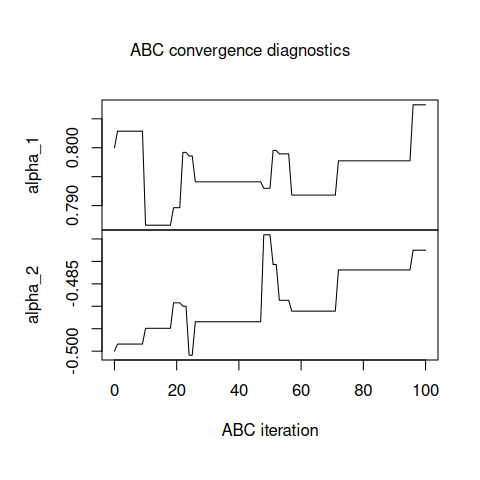 ABC convergence diagnostics
alpha_1
0.800
0.790
alpha_2
-0.485
-0.500
0 20 40 60 80 100
ABC iteration